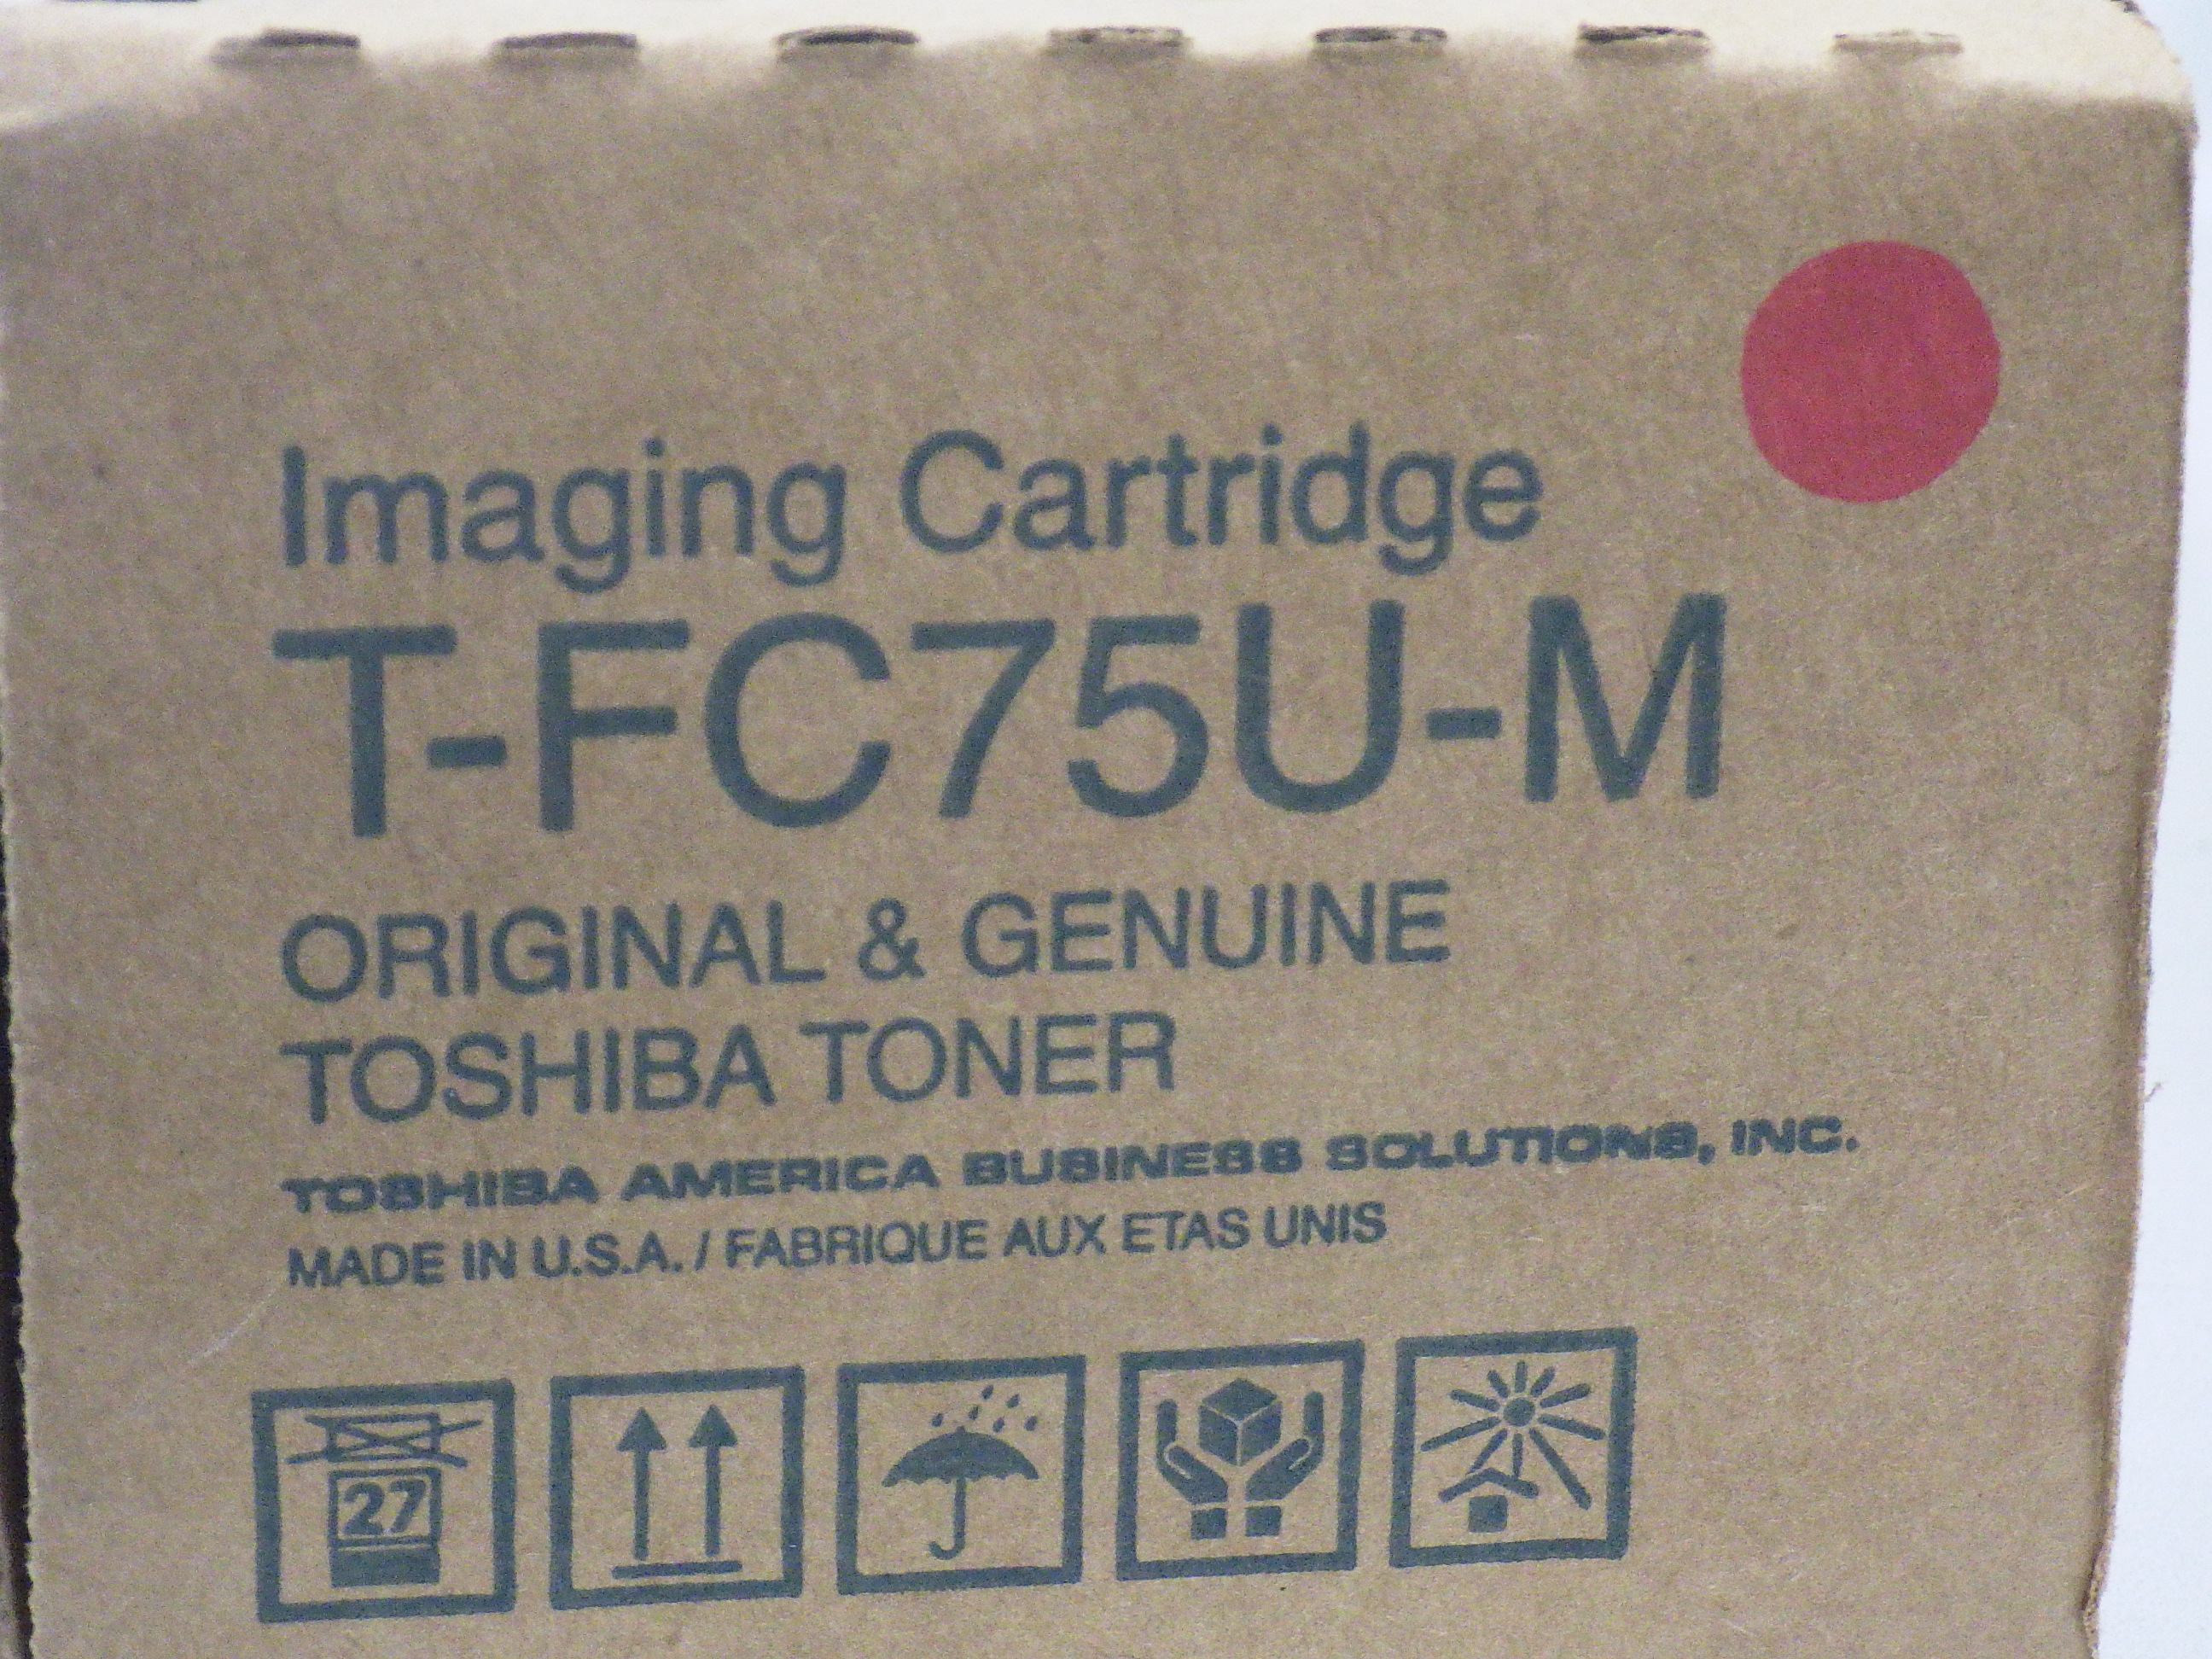 Imaging Cartridge
T-FC75U-M
ORIGINAL & GENUINE
TOSHIBA TONER
TOSHIBA AMERICA BUSINESS SOLUTIONS, INC.
MADE IN U.S.A. / FABRIQUE AUX ETAS UNIS
27